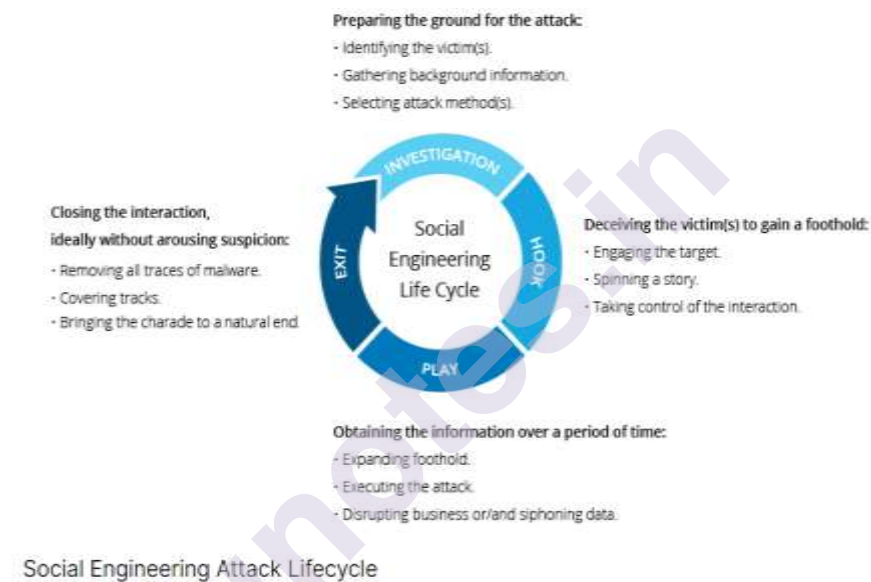 Preparing the ground for the attack:
- Identifying the victim(s).
- Gathering background information.
- Selecting attack method(s).
INVESTIGATION
Closing the interaction,
ideally without arousing suspicion:
- Removing all traces of malware.
- Covering tracks.
- Bringing the charade to a natural end.
EXIT
Social
Engineering
Life Cycle
HOOK
Deceiving the victim(s) to gain a foothold:
- Engaging the target.
- Spinning a story.
- Taking control of the interaction.
PLAY
Obtaining the information over a period of time:
- Expanding foothold.
- Executing the attack.
- Disrupting business or/and siphoning data.
Social Engineering Attack Lifecycle
notes.in